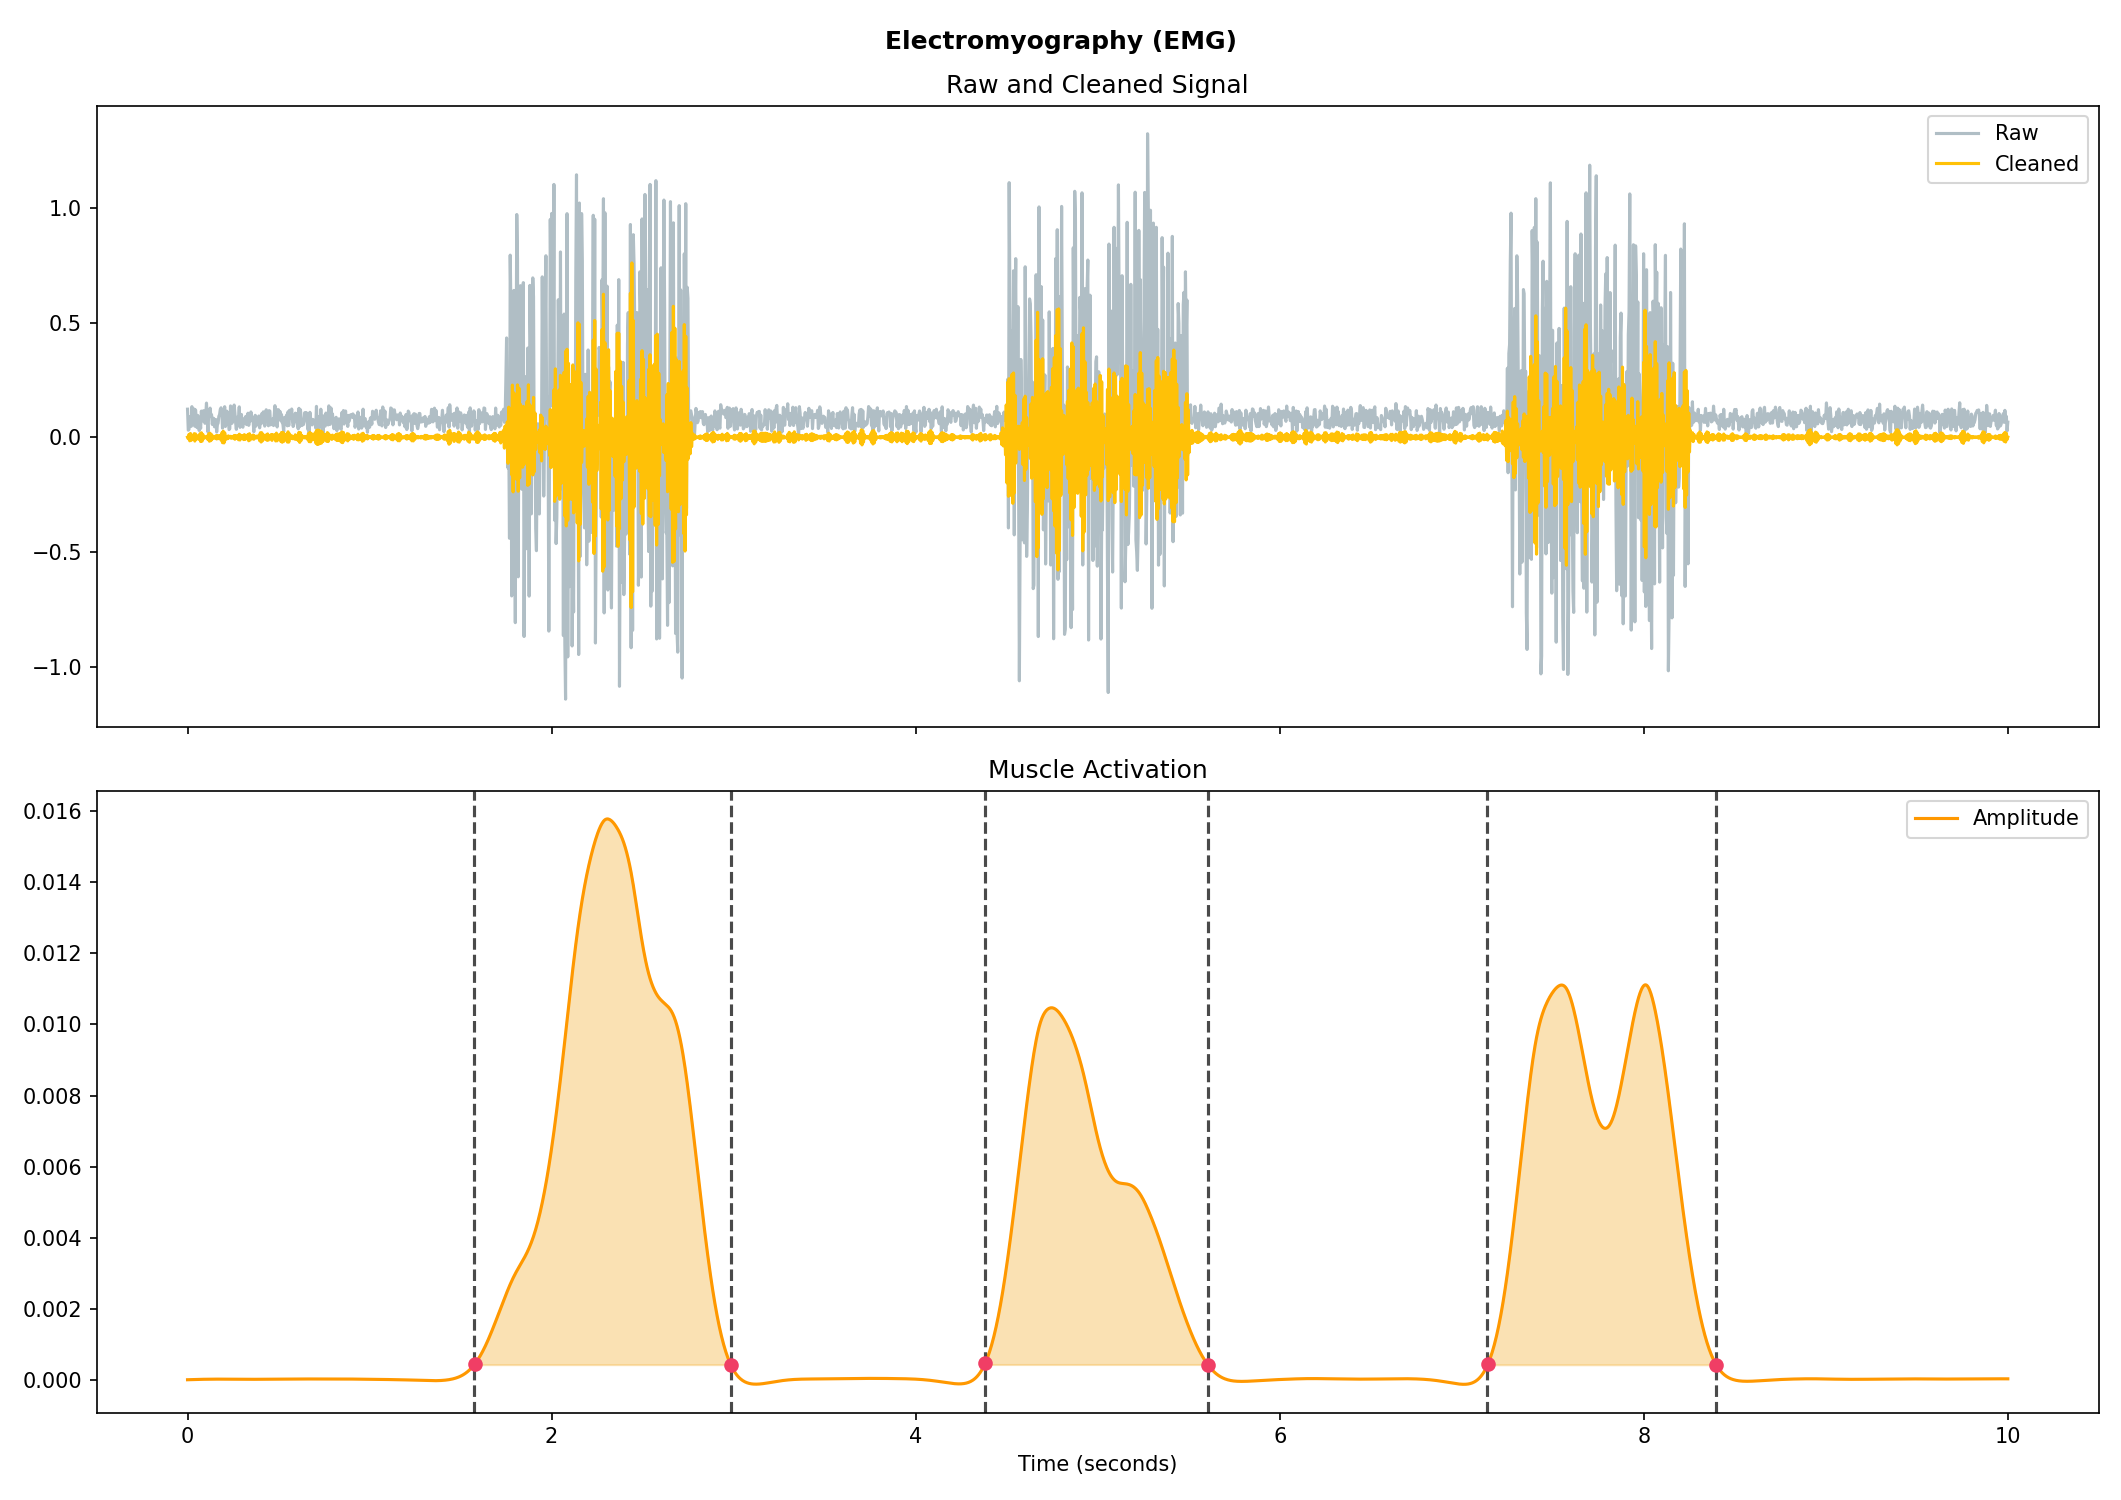 Electromyography (EMG)
Raw and Cleaned Signal
Raw
Cleaned
1.0
0.5
0.0
−0.5
−1.0
Muscle Activation
Amplitude
0.016
0.014
0.012
0.010
0.008
0.006
0.004
0.002
0.000
0 2 4 6 8 10
Time (seconds)